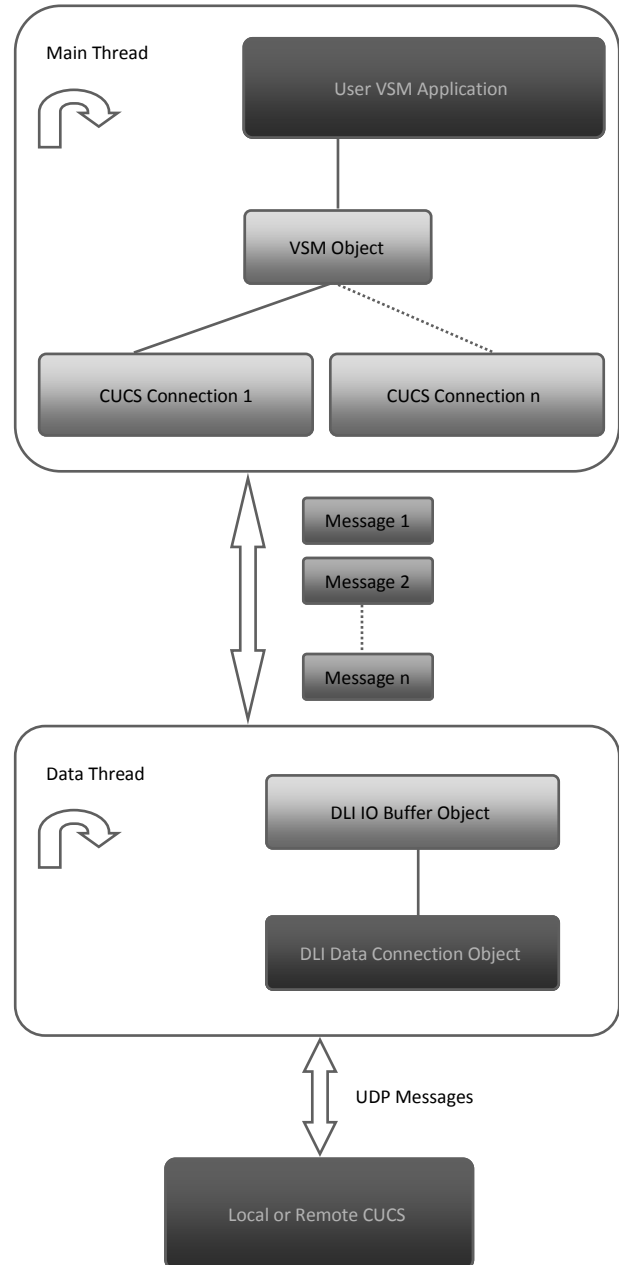 Main Thread
User VSM Application
VSM Object
CUCS Connection 1
CUCS Connection n
Message 1
Message 2
Message n
Data Thread
DLI IO Buffer Object
DLI Data Connection Object
UDP Messages
Local or Remote CUCS